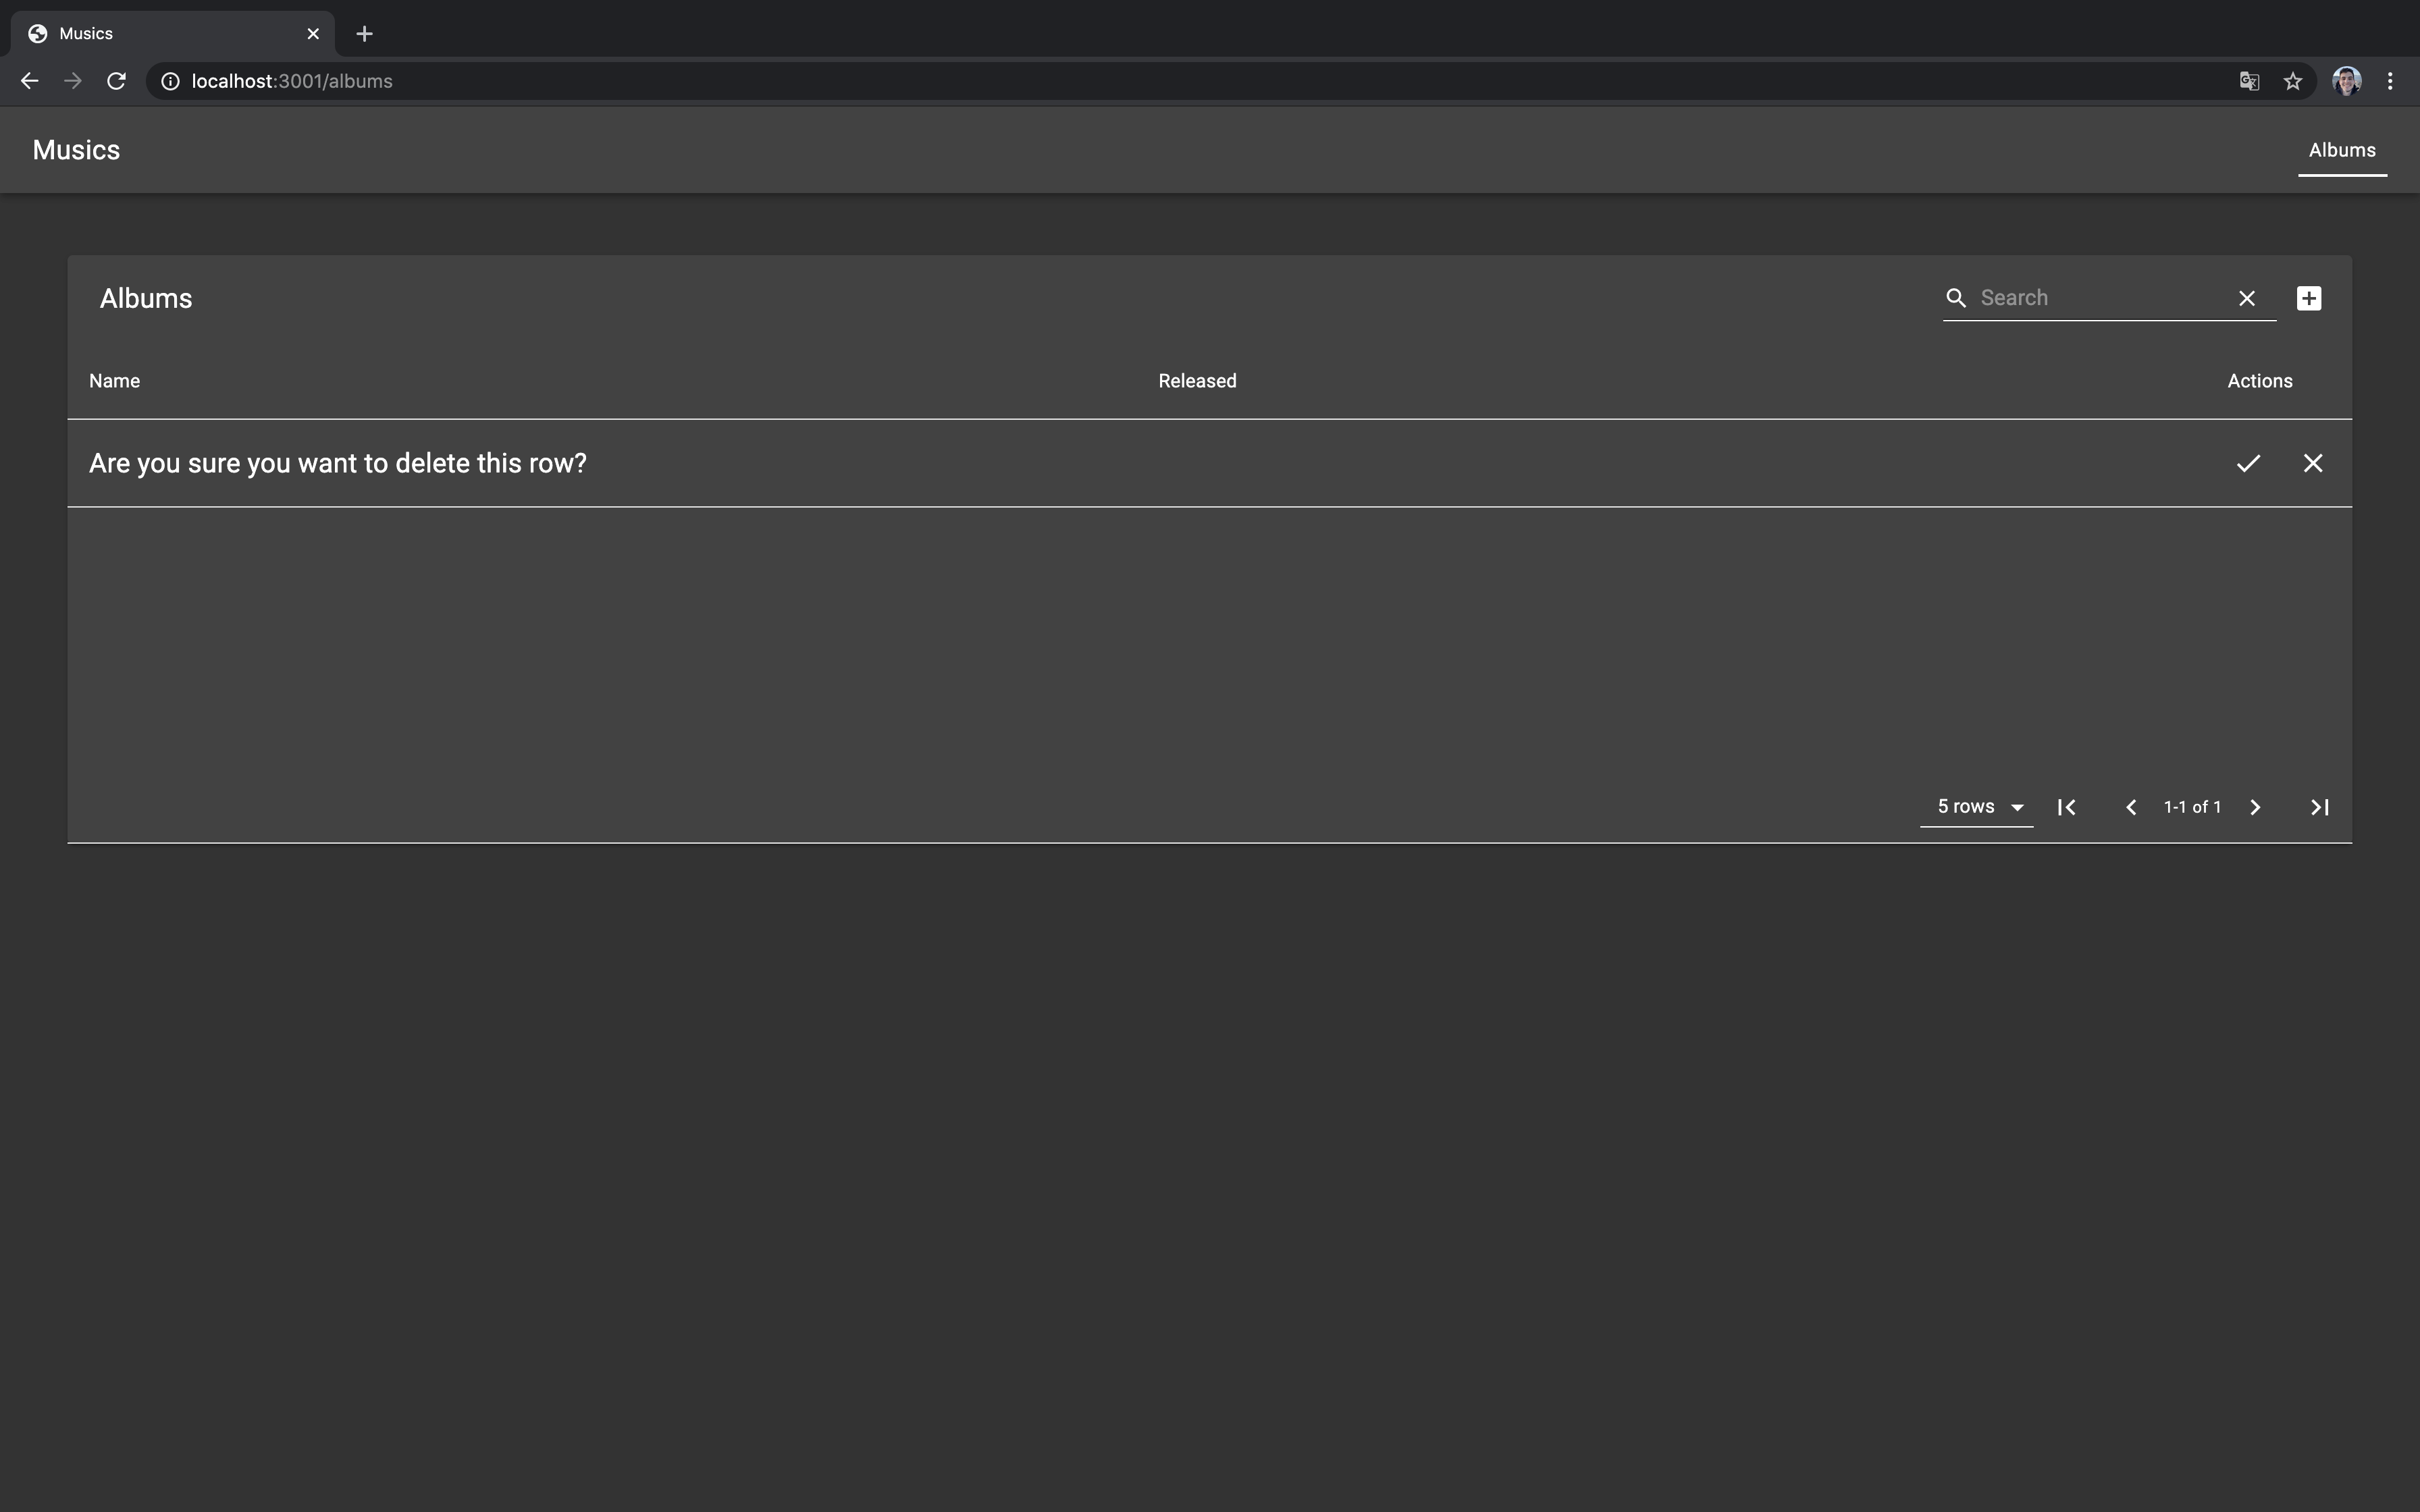 Musics
localhost:3001/albums
Musics
Albums
Albums
Search
Name Released Actions
Are you sure you want to delete this row?
5 rows 1-1 of 1